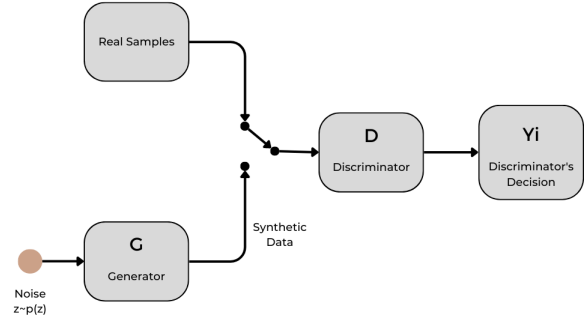 Real Samples
D
Discriminator
Yi
Discriminator's
Decision
Synthetic
Data
G
Generator
Noise
z~p(z)